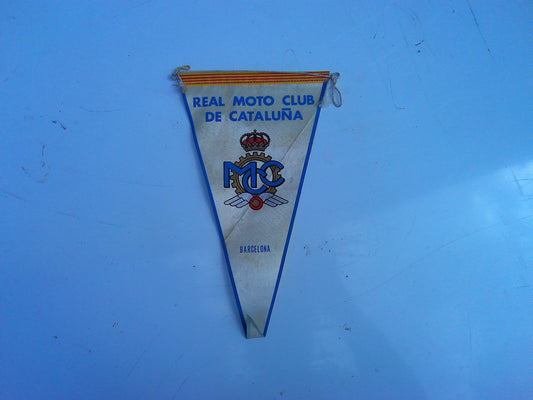 REAL MOTO CLUB
DE CATALUÑA
MCC
BARCELONA